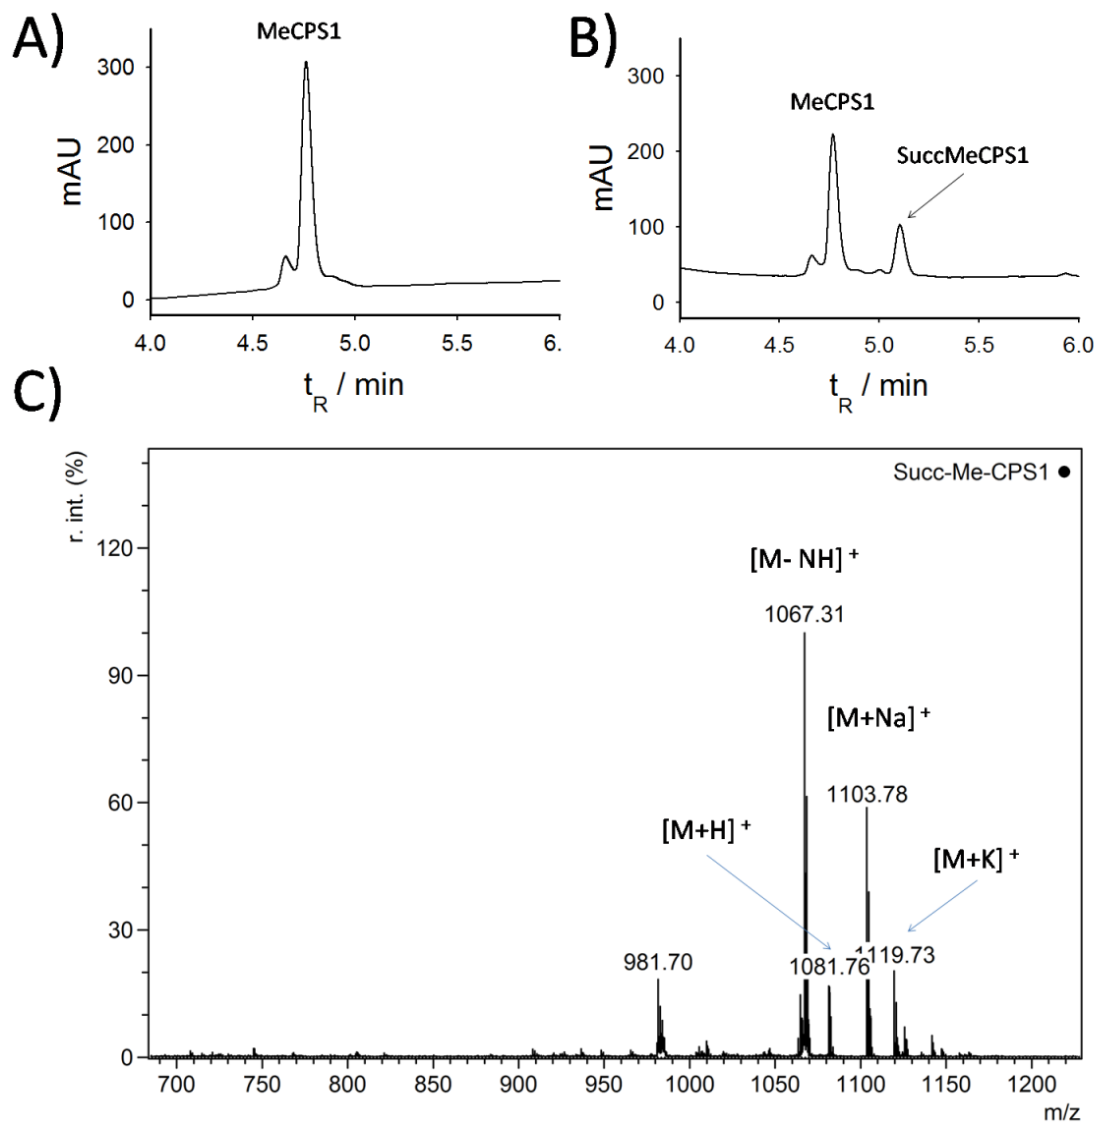 A)
MeCPS1
mAU
300
200
100
0
4.0 4.5 5.0 5.5 6.
tR / min
B)
MeCPS1
SuccMeCPS1
mAU
300
200
100
0
4.0 4.5 5.0 5.5 6.0
tR / min
C)
Succ-Me-CPS1 ●
r. int. (%)
120
90
60
30
0
[M- NH] +
1067.31
[M+Na] +
1103.78
[M+H] +
[M+K] +
981.70
1081.76
1119.73
700 750 800 850 900 950 1000 1050 1100 1150 1200
m/z